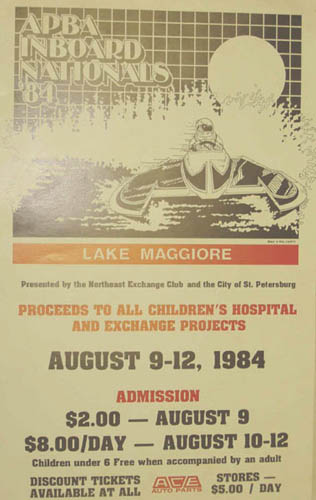 APBA
INBOARD
NATIONALS
'84
LAKE MAGGIORE
Presented by the Northeast Exchange Club and the City of St. Petersburg
PROCEEDS TO ALL CHILDREN'S HOSPITAL
AND EXCHANGE PROJECTS
AUGUST 9-12, 1984
ADMISSION
$2.00 — AUGUST 9
$8.00/DAY — AUGUST 10-12
Children under 6 Free when accompanied by an adult
DISCOUNT TICKETS
AVAILABLE AT ALL
ACE
AUTO PARTS
STORES —
$5.00 / DAY